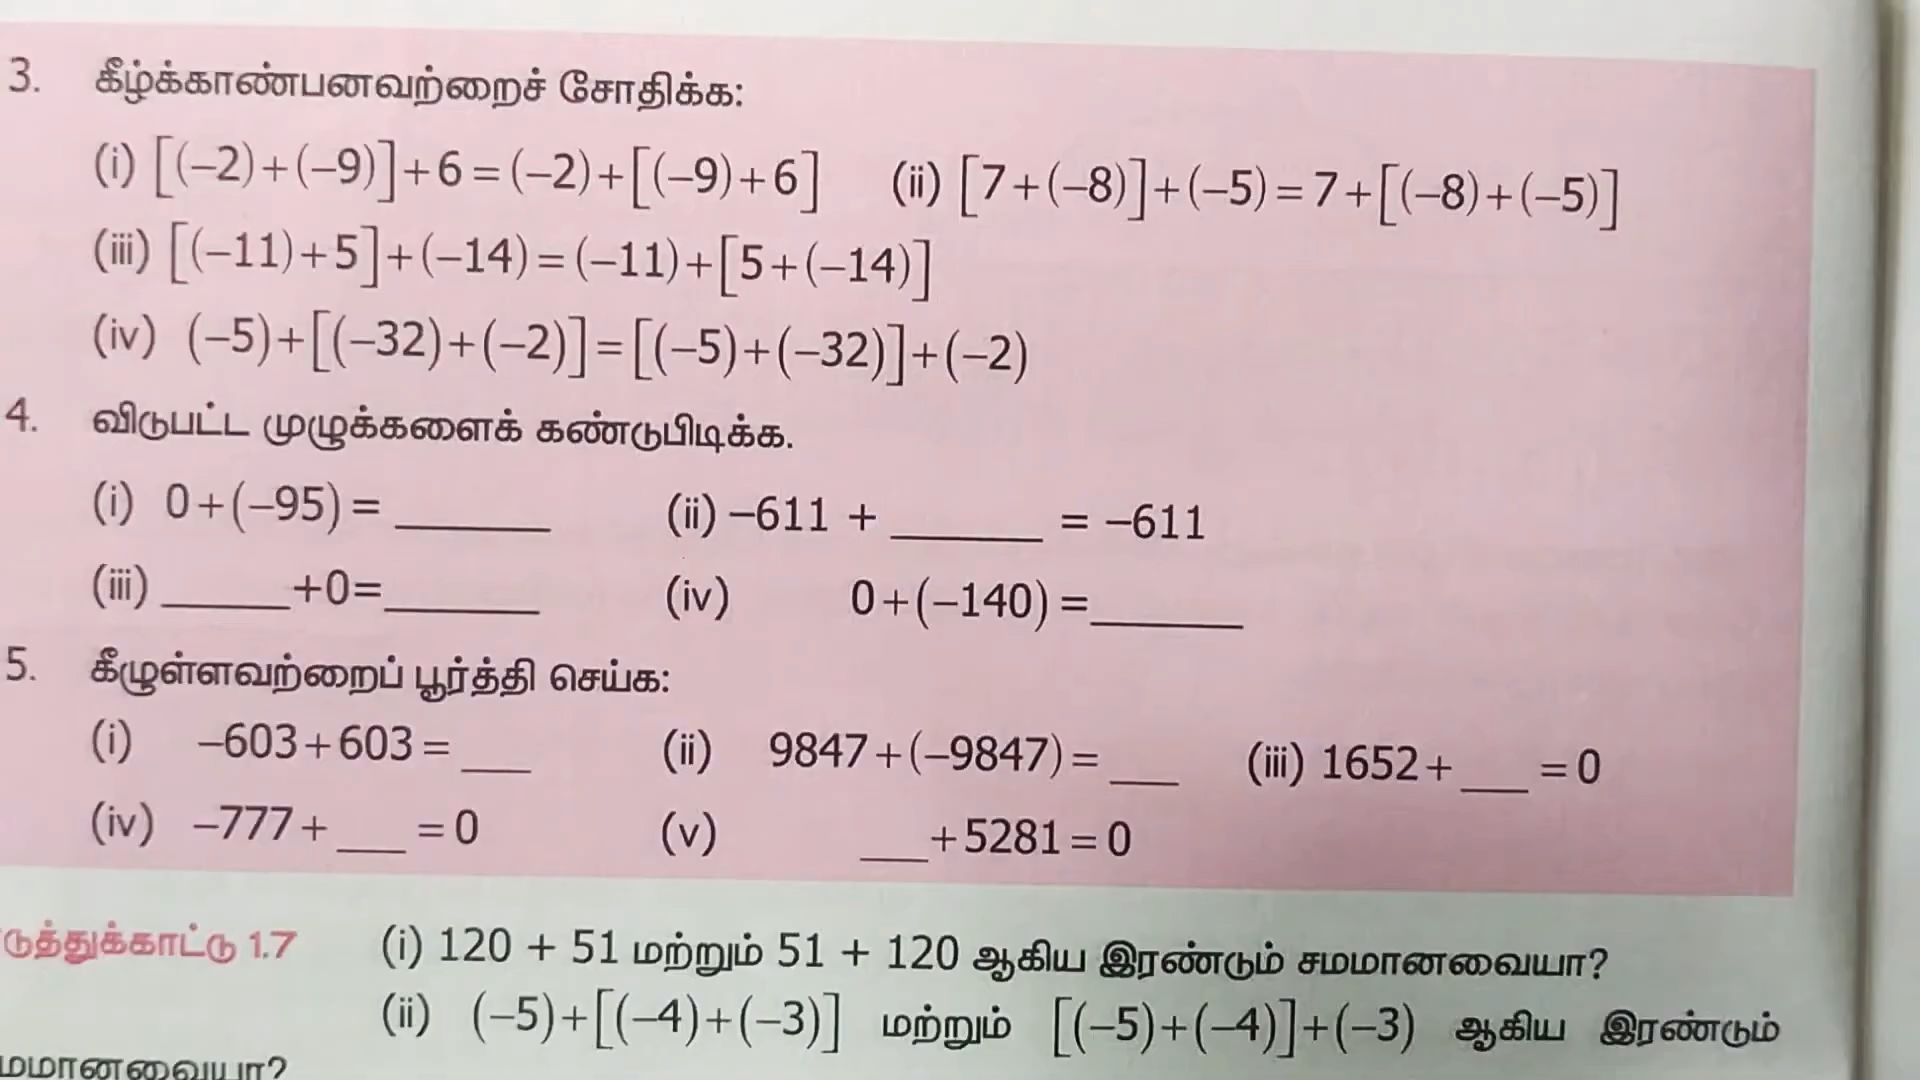 3. கீழ்க்காண்பனவற்றைச் சோதிக்க:
(i) [(–2)+(–9)]+6=(–2)+[(–9)+6] (ii) [7+(–8)]+(–5)=7+[(–8)+(–5)]
(iii) [(–11)+5]+(–14)=(–11)+[5+(–14)]
(iv) (–5)+[(–32)+(–2)]=[(–5)+(–32)]+(–2)
4. விடுபட்ட முழுக்களைக் கண்டுபிடிக்க.
(i) 0+(–95)= ______ (ii) –611 + ______ = –611
(iii) _____+0=______ (iv) 0+(–140)=______
5. கீழுள்ளவற்றைப் பூர்த்தி செய்க:
(i) –603+603= ___ (ii) 9847+(–9847)= ___ (iii) 1652+ ___ =0
(iv) –777+ ___ =0 (v) ___+5281=0
டுத்துக்காட்டு 1.7 (i) 120 + 51 மற்றும் 51 + 120 ஆகிய இரண்டும் சமமானவையா?
(ii) (–5)+[(–4)+(–3)] மற்றும் [(–5)+(–4)]+(–3) ஆகிய இரண்டும்
மமானவையா?